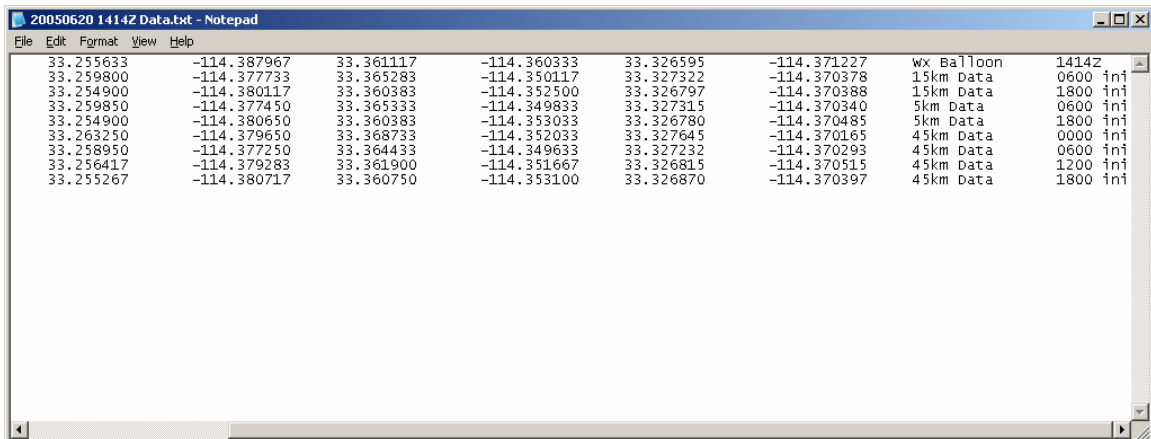 20050620 1414Z Data.txt - Notepad
File Edit Format View Help
33.255633 -114.387967 33.361117 -114.360333 33.326595 -114.371227 Wx Balloon 1414Z
33.259800 -114.377733 33.365283 -114.350117 33.327322 -114.370378 15km Data 0600 ini
33.254900 -114.380117 33.360383 -114.352500 33.326797 -114.370388 15km Data 1800 ini
33.259850 -114.377450 33.365333 -114.349833 33.327315 -114.370340 5km Data 0600 ini
33.254900 -114.380650 33.360383 -114.353033 33.326780 -114.370485 5km Data 1800 ini
33.263250 -114.379650 33.368733 -114.352033 33.327645 -114.370165 45km Data 0000 ini
33.258950 -114.377250 33.364433 -114.349633 33.327232 -114.370293 45km Data 0600 ini
33.256417 -114.379283 33.361900 -114.351667 33.326815 -114.370515 45km Data 1200 ini
33.255267 -114.380717 33.360750 -114.353100 33.326870 -114.370397 45km Data 1800 ini